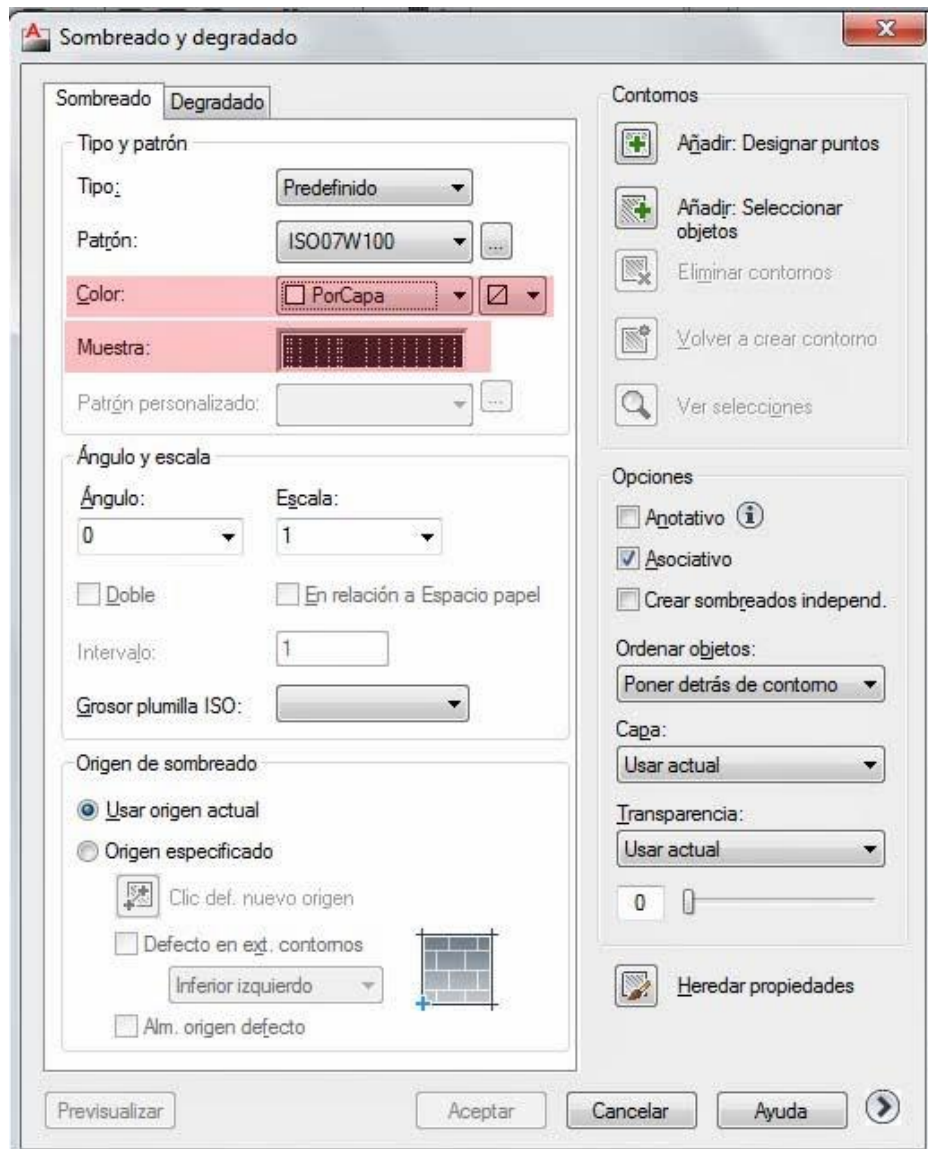 Sombreado y degradado
Sombreado Degradado
Tipo y patrón
Tipo: Predefinido
Patrón: ISO07W100 ...
Color: PorCapa
Muestra:
Patrón personalizado: ...
Ángulo y escala
Ángulo: Escala:
0 1
Doble En relación a Espacio papel
Intervalo: 1
Grosor plumilla ISO:
Origen de sombreado
Usar origen actual
Origen especificado
Clic def. nuevo origen
Defecto en ext. contornos
Inferior izquierdo
Alm. origen defecto
Contornos
Añadir: Designar puntos
Añadir: Seleccionar
objetos
Eliminar contornos
Volver a crear contorno
Ver selecciones
Opciones
Anotativo
Asociativo
Crear sombreados independ.
Ordenar objetos:
Poner detrás de contorno
Capa:
Usar actual
Transparencia:
Usar actual
0
Heredar propiedades
Previsualizar Aceptar Cancelar Ayuda